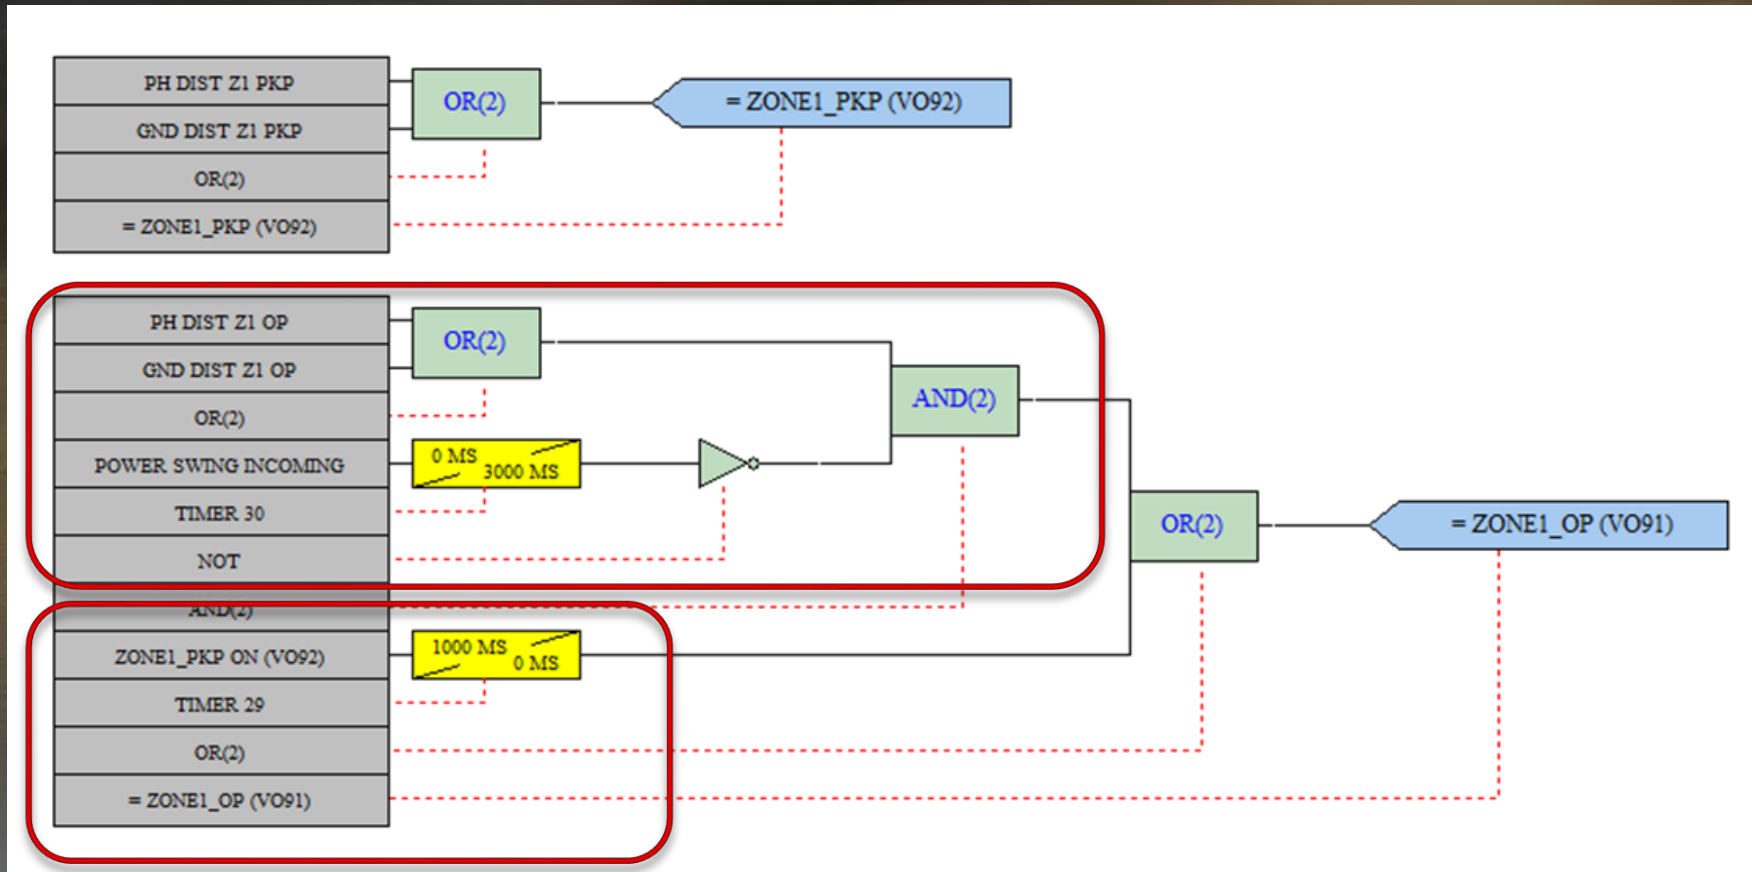 PH DIST Z1 PKP
GND DIST Z1 PKP
OR(2)
= ZONE1_PKP (VO92)
OR(2)
= ZONE1_PKP (VO92)
PH DIST Z1 OP
GND DIST Z1 OP
OR(2)
POWER SWING INCOMING
TIMER 30
NOT
AND(2)
ZONE1_PKP ON (VO92)
TIMER 29
OR(2)
= ZONE1_OP (VO91)
OR(2)
0 MS
3000 MS
AND(2)
1000 MS
0 MS
OR(2)
= ZONE1_OP (VO91)